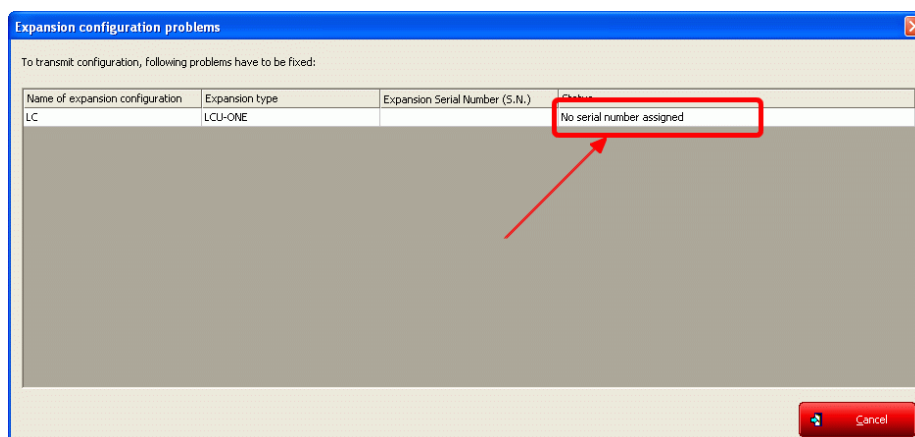 Expansion configuration problems
To transmit configuration, following problems have to be fixed:
Name of expansion configuration Expansion type Expansion Serial Number (S.N.) Status
LC LCU-ONE No serial number assigned
Cancel